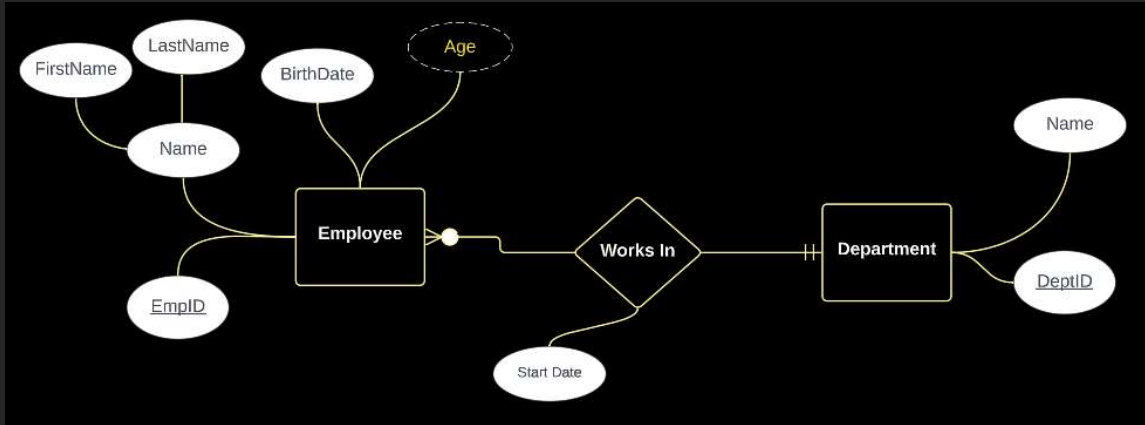 LastName
FirstName
BirthDate
Age
Name
Name
Employee
Works In
Department
EmpID
DeptID
Start Date